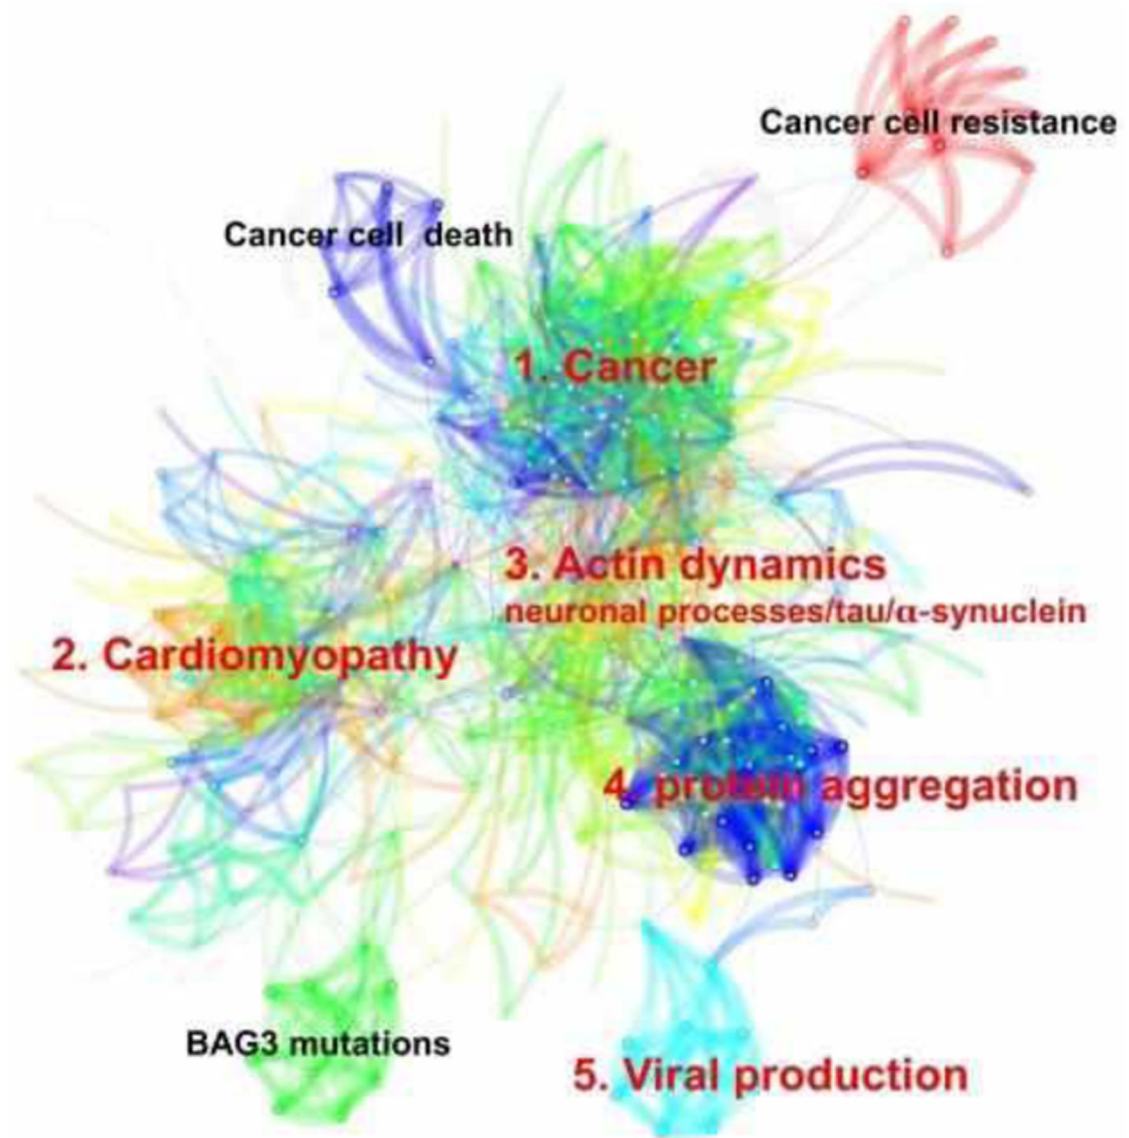 Cancer cell resistance
Cancer cell death
1. Cancer
3. Actin dynamics
neuronal processes/tau/α-synuclein
2. Cardiomyopathy
4. protein aggregation
BAG3 mutations
5. Viral production